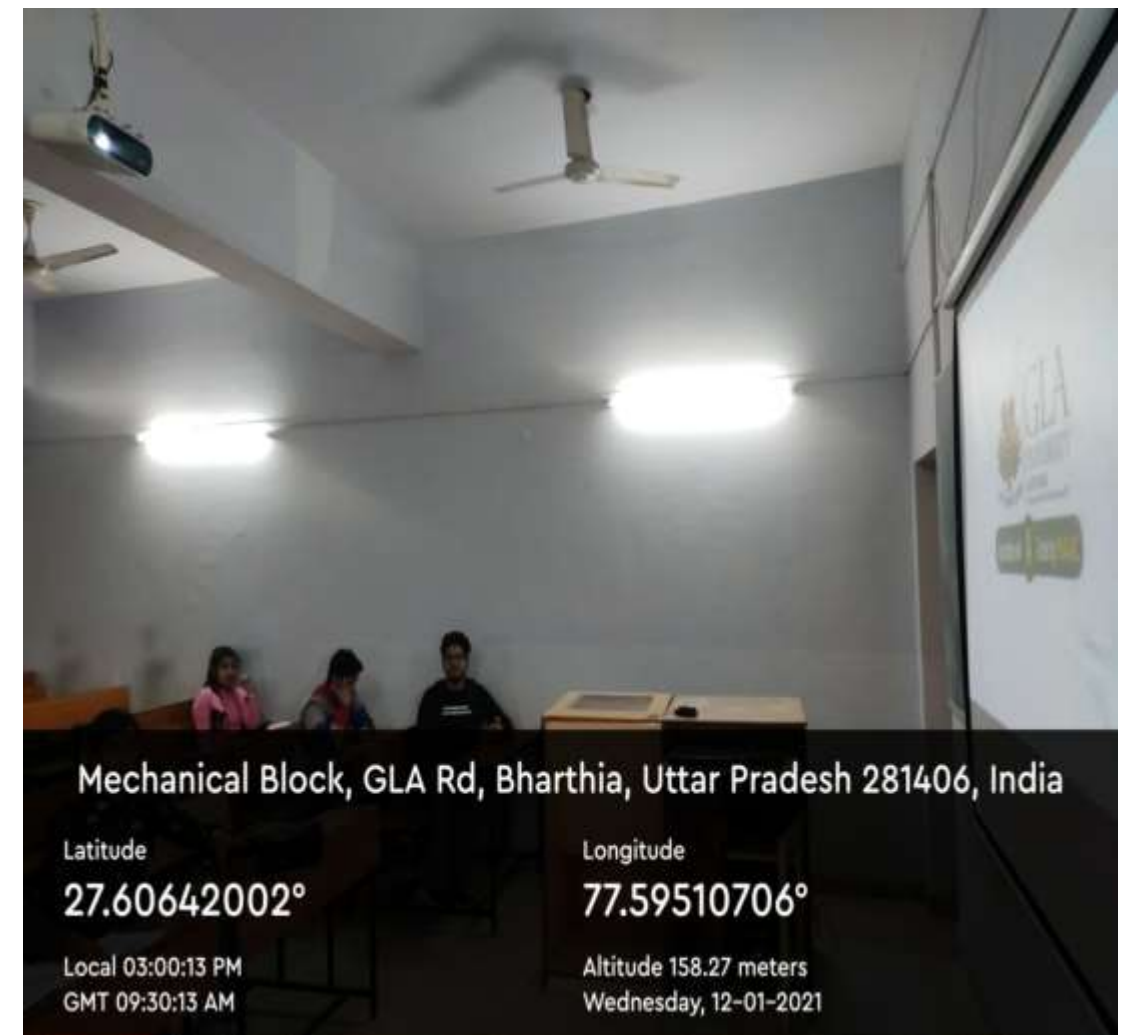 GLA
Mechanical Block, GLA Rd, Bharthia, Uttar Pradesh 281406, India
Latitude
27.60642002°
Longitude
77.59510706°
Local 03:00:13 PM
GMT 09:30:13 AM
Altitude 158.27 meters
Wednesday, 12-01-2021